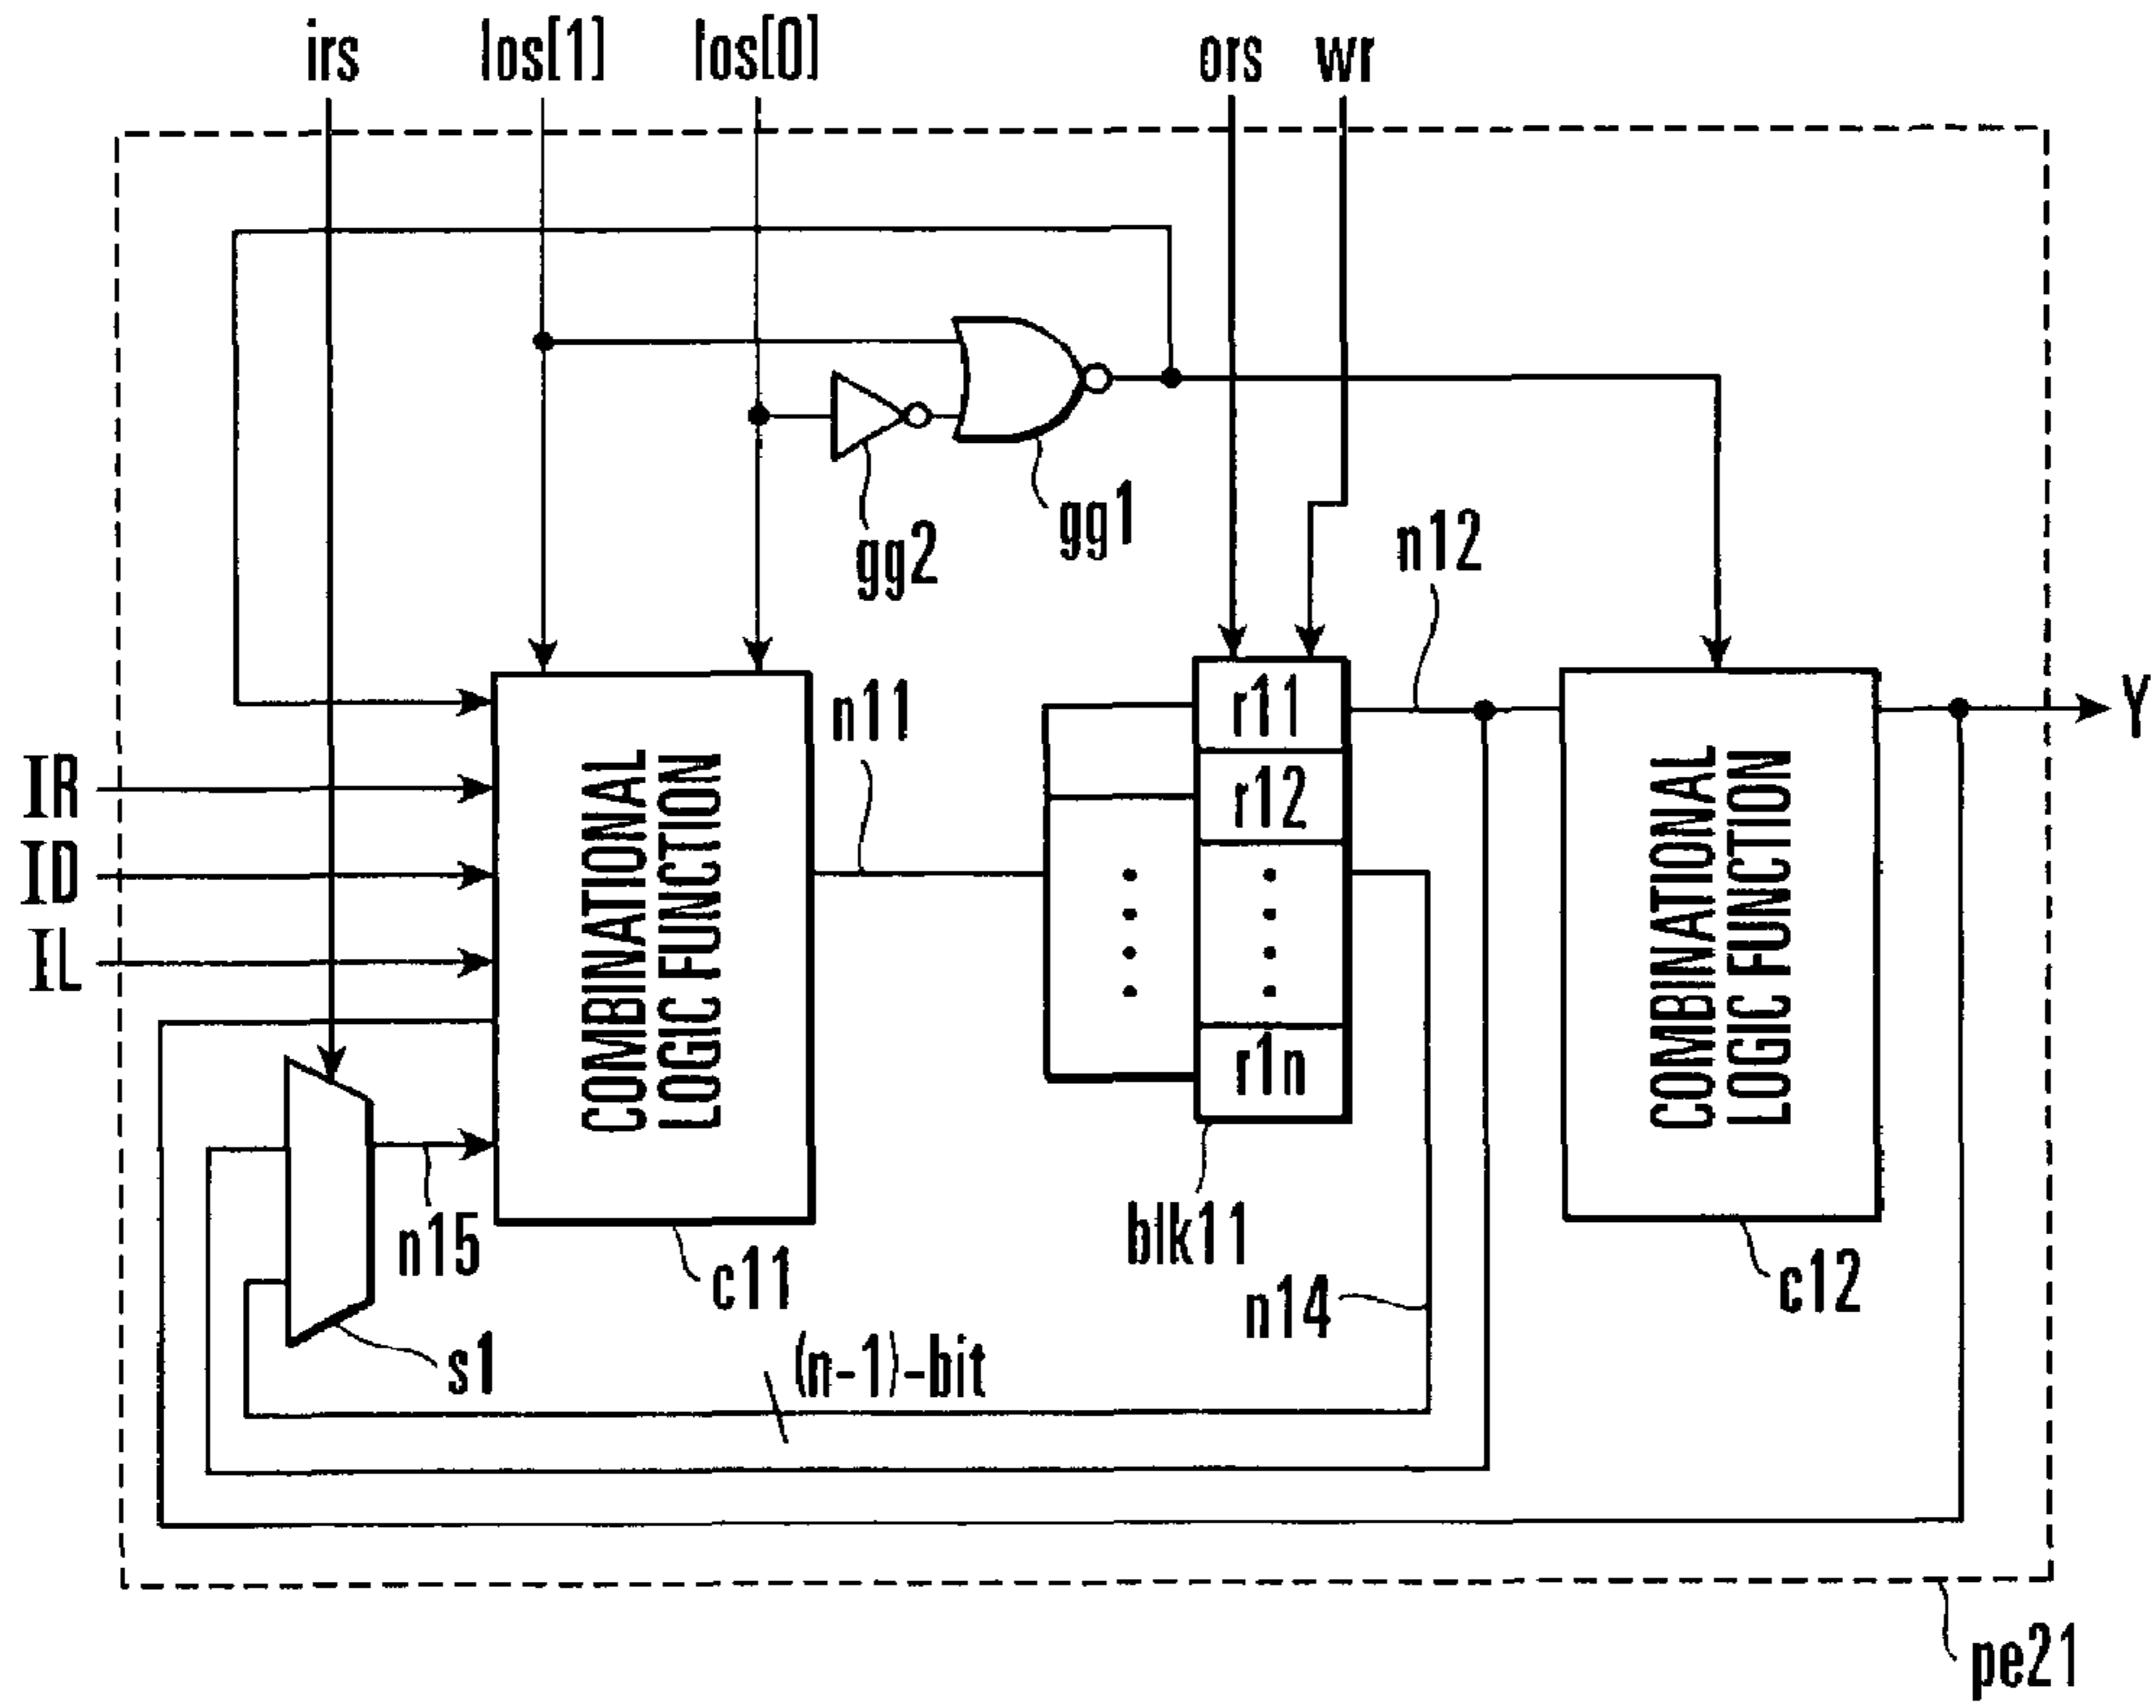 irs
los[1]
los[0]
ors
wr
gg2
gg1
n12
n11
r11
r12
r1n
Y
IR
ID
IL
COMBINATIONAL
LOGIC FUNCTION
COMBINATIONAL
LOGIC FUNCTION
n15
c11
blk11
n14
c12
s1
(n-1)-bit
pe21